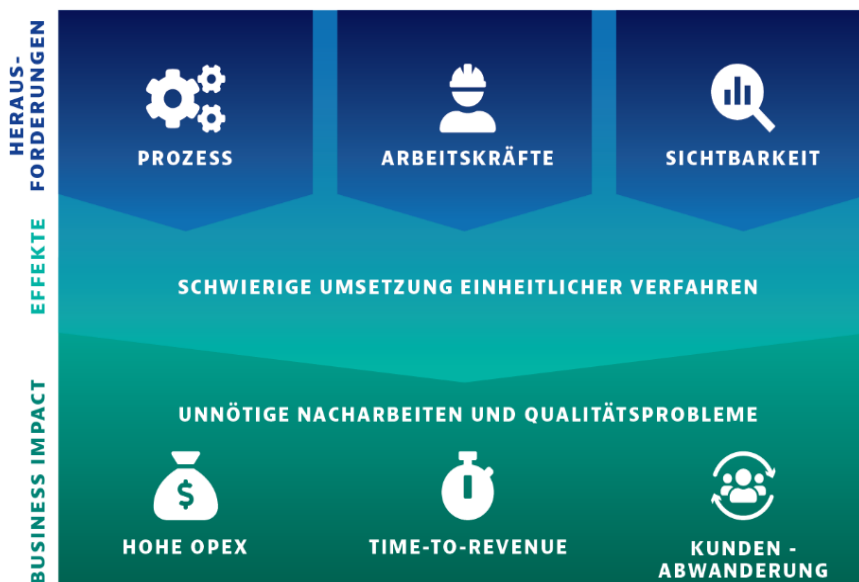 HERAUS-
FORDERUNGEN
PROZESS
ARBEITSKRÄFTE
SICHTBARKEIT
EFFEKTE
SCHWIERIGE UMSETZUNG EINHEITLICHER VERFAHREN
BUSINESS IMPACT
UNNÖTIGE NACHARBEITEN UND QUALITÄTSPROBLEME
$
HOHE OPEX
TIME-TO-REVENUE
KUNDEN -
ABWANDERUNG